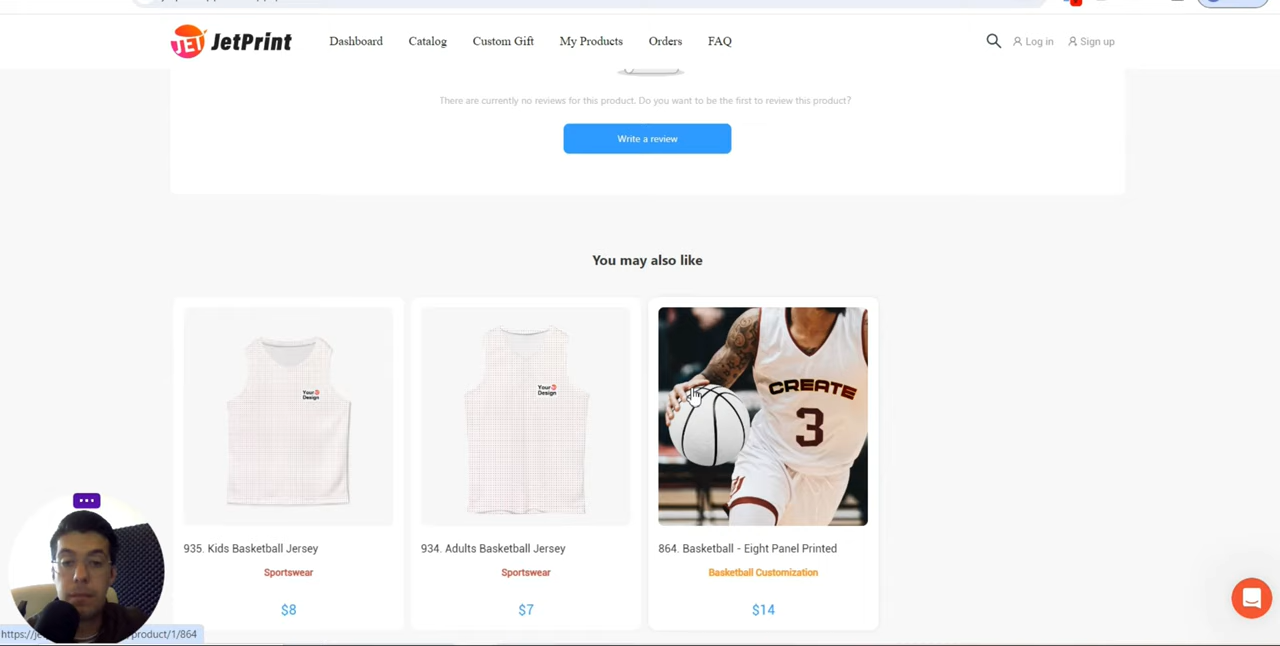 JET JetPrint
Dashboard
Catalog
Custom Gift
My Products
Orders
FAQ
Log in
Sign up
There are currently no reviews for this product. Do you want to be the first to review this product?
Write a review
You may also like
Your Design
Your Design
CREATE
3
935. Kids Basketball Jersey
934. Adults Basketball Jersey
864. Basketball - Eight Panel Printed
Sportswear
Sportswear
Basketball Customization
$8
$7
$14
product/1/864